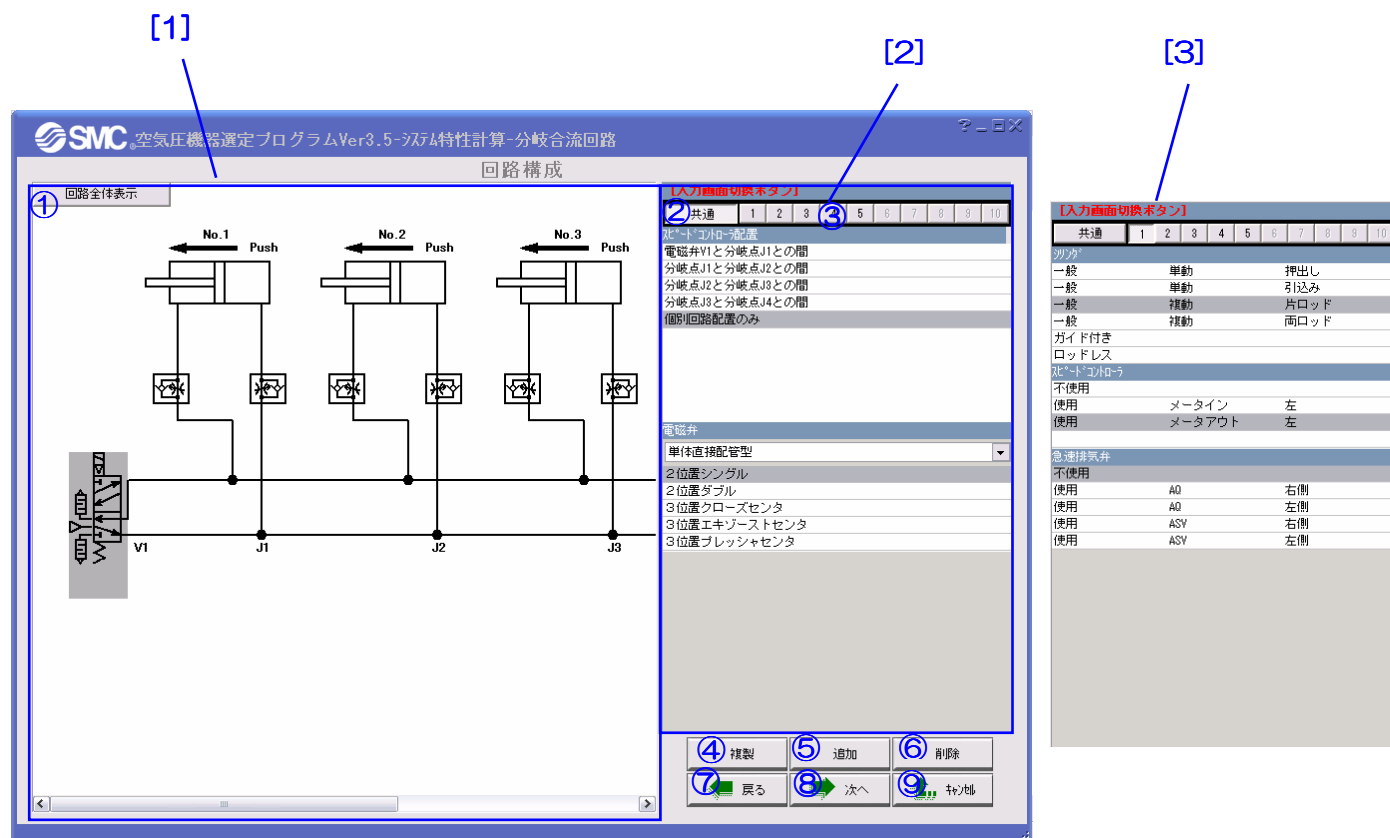 [1]
[2]
[3]
SMC 空気圧機器選定プログラムVer3.5-システム特性計算-分岐合流回路
回路構成
① 回路全体表示
No.1 Push
No.2 Push
No.3 Push
V1 J1 J2 J3
[入力画面切換ボタン]
② 共通 1 2 3 ③ 5 6 7 8 9 10
スピードコントローラ配置
電磁弁V1と分岐点J1との間
分岐点J1と分岐点J2との間
分岐点J2と分岐点J3との間
分岐点J3と分岐点J4との間
個別回路配置のみ
電磁弁
単体直接配管型
2位置シングル
2位置ダブル
3位置クローズセンタ
3位置エキゾーストセンタ
3位置プレッシャセンタ
④ 複製 ⑤ 追加 ⑥ 削除
⑦ 戻る ⑧ 次へ ⑨ キャンセル
[入力画面切換ボタン]
共通 1 2 3 4 5 6 7 8 9 10
シリンダ
一般 単動 押出し
一般 単動 引込み
一般 複動 片ロッド
一般 複動 両ロッド
ガイド付き
ロッドレス
スピードコントローラ
不使用
使用 メータイン 左
使用 メータアウト 左
急速排気弁
不使用
使用 AQ 右側
使用 AQ 左側
使用 ASV 右側
使用 ASV 左側